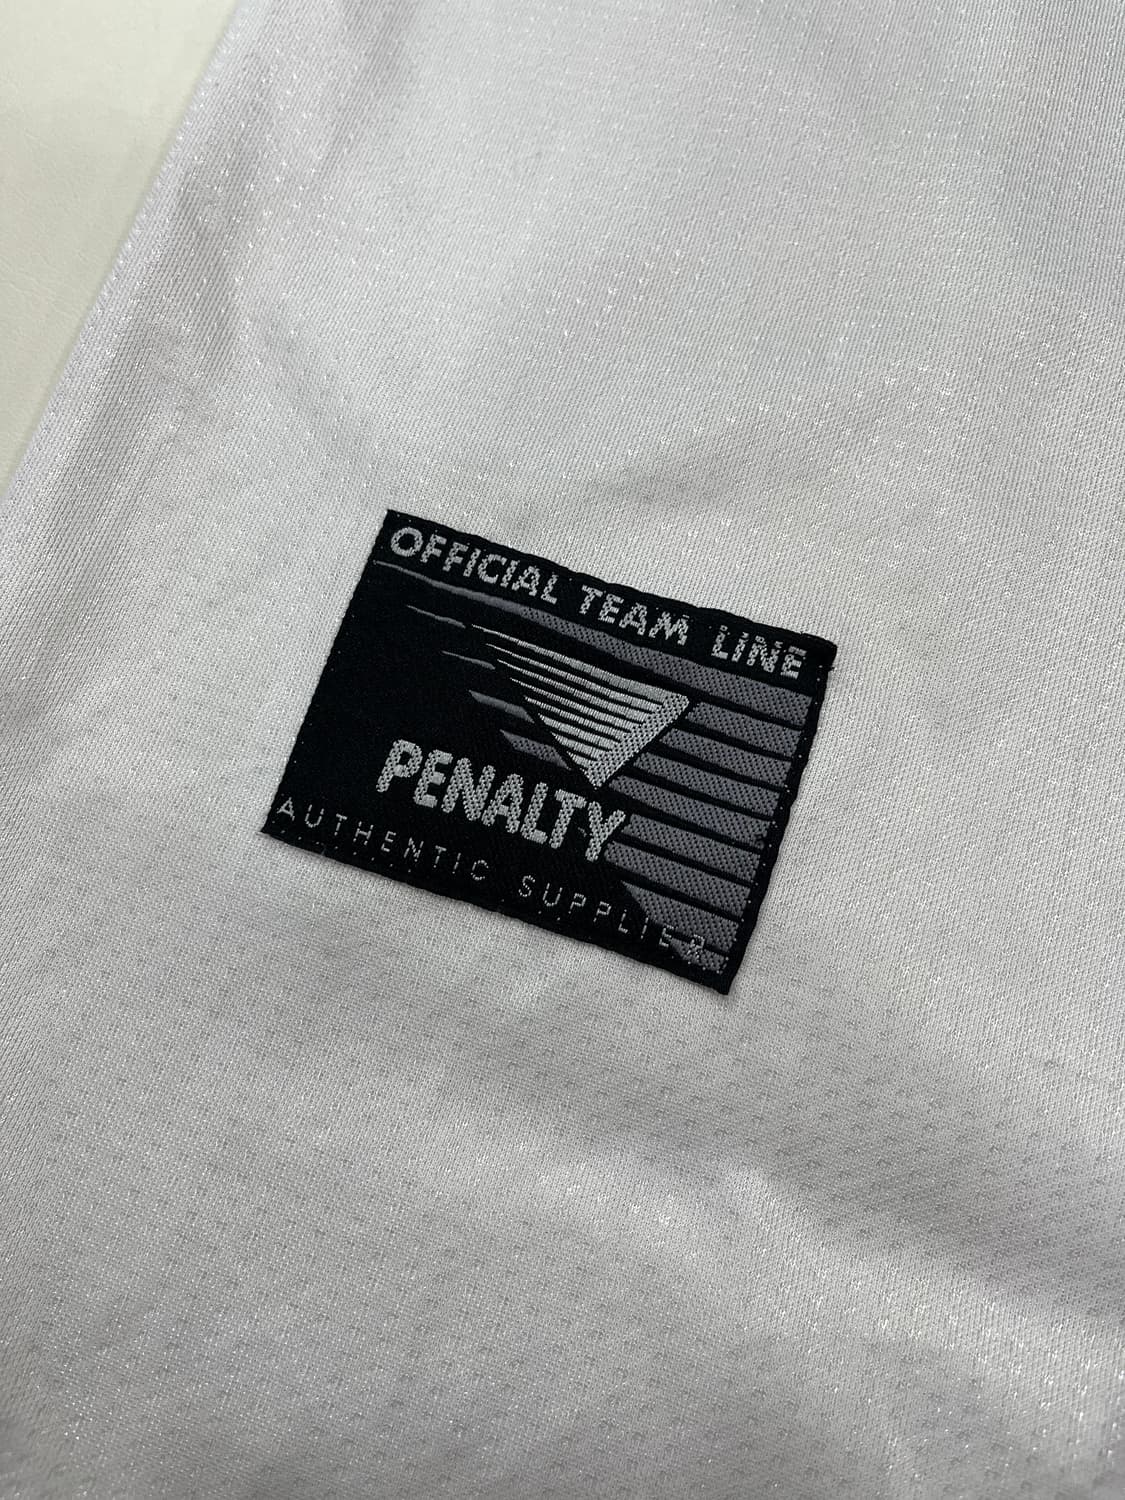 OFFICIAL TEAM LINE
PENALTY
AUTHENTIC SUPPLIER